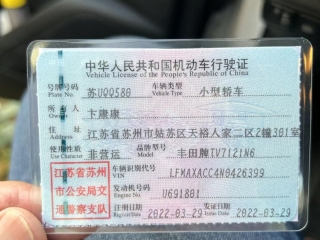 中华人民共和国机动车行驶证
Vehicle License of the People's Republic of China
号牌号码 苏UQ0580 车辆类型 小型轿车
Plate No. Vehicle Type
所有人 卞康康
Owner
住址 江苏省苏州市姑苏区天裕人家二区2幢301室
Address
使用性质 非营运 品牌型号 丰田牌TV7121N6
Use Character Model
江苏省苏州市公安局交通警察支队
车辆识别代号 LFMAXACC4N0426399
VIN
发动机号码 U691801
Engine No.
注册日期 2022-03-29 发证日期 2022-03-29
Register Date Issue Date